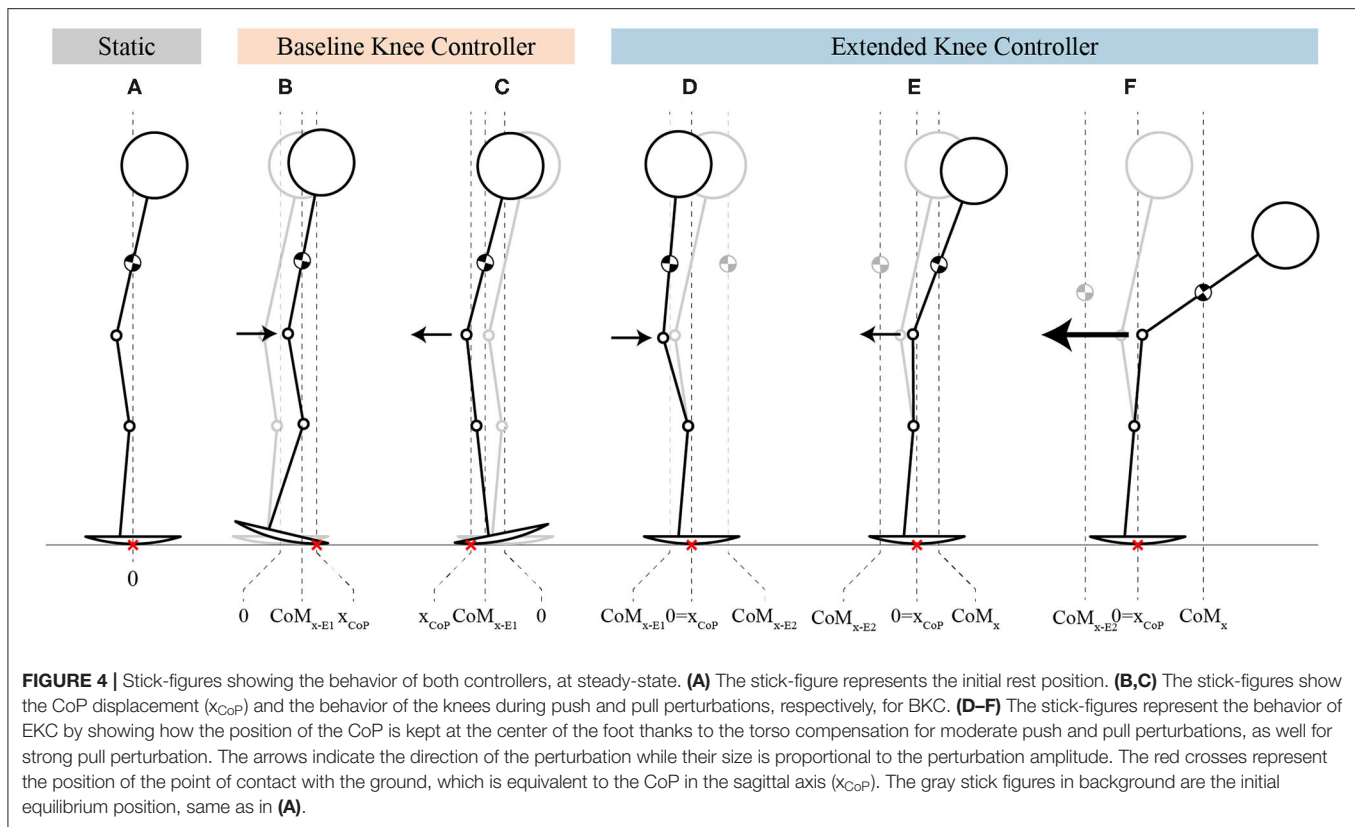 Static Baseline Knee Controller Extended Knee Controller
A B C D E F
0
0 CoMx-E1 xCoP xCoP CoMx-E1 0 CoMx-E1 0=xCoP CoMx-E2 CoMx-E2 0=xCoP CoMx CoMx-E2 0=xCoP CoMx
FIGURE 4 | Stick-figures showing the behavior of both controllers, at steady-state. (A) The stick-figure represents the initial rest position. (B,C) The stick-figures show
the CoP displacement (xCoP) and the behavior of the knees during push and pull perturbations, respectively, for BKC. (D–F) The stick-figures represent the behavior of
EKC by showing how the position of the CoP is kept at the center of the foot thanks to the torso compensation for moderate push and pull perturbations, as well for
strong pull perturbation. The arrows indicate the direction of the perturbation while their size is proportional to the perturbation amplitude. The red crosses represent
the position of the point of contact with the ground, which is equivalent to the CoP in the sagittal axis (xCoP). The gray stick figures in background are the initial
equilibrium position, same as in (A).